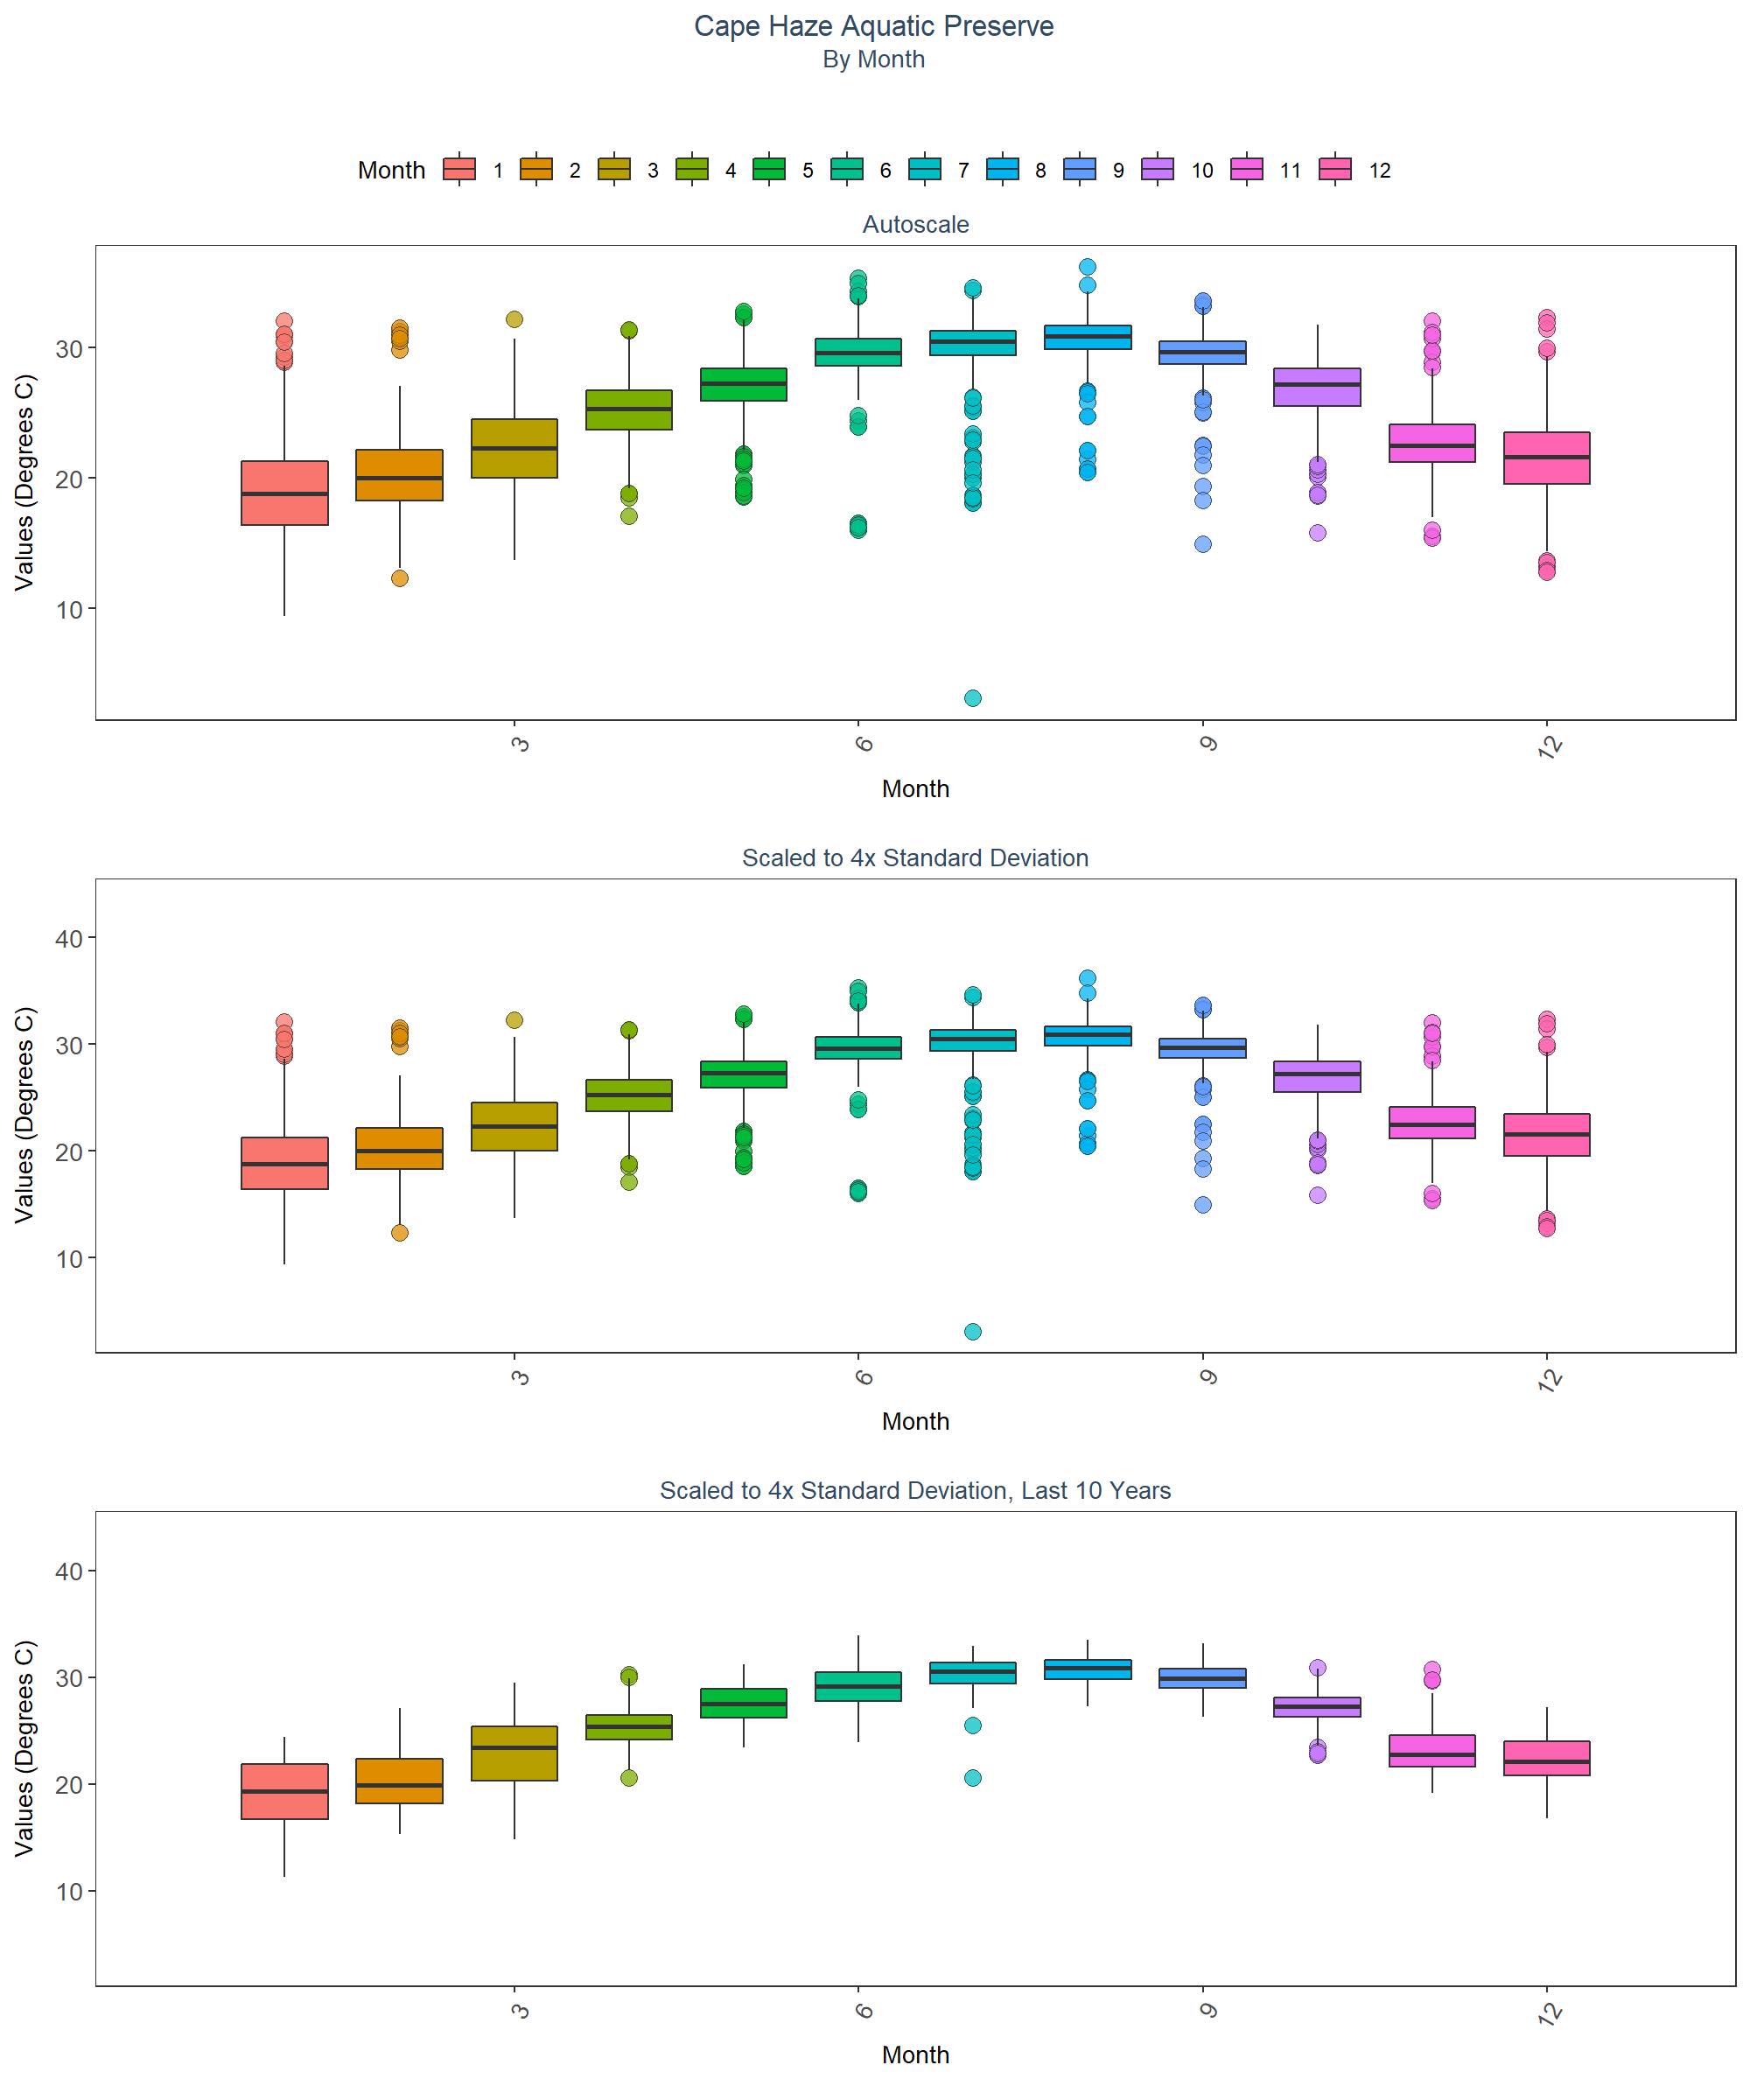 Cape Haze Aquatic Preserve
By Month
Month 1 2 3 4 5 6 7 8 9 10 11 12
Autoscale
Values (Degrees C)
30
20
10
3 6 9 12
Month
Scaled to 4x Standard Deviation
Values (Degrees C)
40
30
20
10
3 6 9 12
Month
Scaled to 4x Standard Deviation, Last 10 Years
Values (Degrees C)
40
30
20
10
3 6 9 12
Month